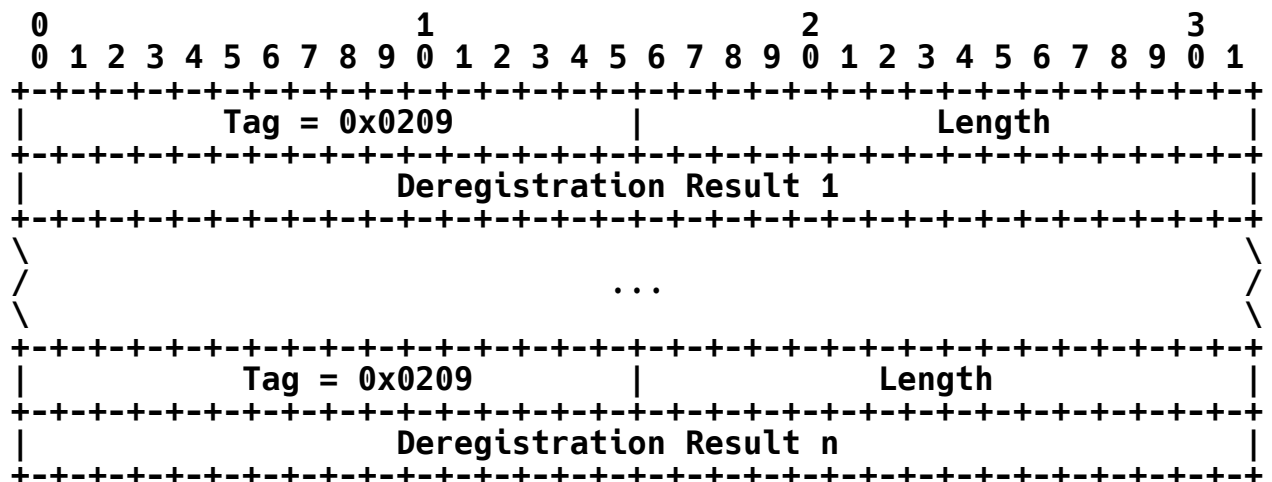 0                   1                   2                   3
 0 1 2 3 4 5 6 7 8 9 0 1 2 3 4 5 6 7 8 9 0 1 2 3 4 5 6 7 8 9 0 1
+-+-+-+-+-+-+-+-+-+-+-+-+-+-+-+-+-+-+-+-+-+-+-+-+-+-+-+-+-+-+-+-+
|          Tag = 0x0209         |               Length          |
+-+-+-+-+-+-+-+-+-+-+-+-+-+-+-+-+-+-+-+-+-+-+-+-+-+-+-+-+-+-+-+-+
|                   Deregistration Result 1                     |
+-+-+-+-+-+-+-+-+-+-+-+-+-+-+-+-+-+-+-+-+-+-+-+-+-+-+-+-+-+-+-+-+
\                                                               \
/                              ...                              /
\                                                               \
+-+-+-+-+-+-+-+-+-+-+-+-+-+-+-+-+-+-+-+-+-+-+-+-+-+-+-+-+-+-+-+-+
|           Tag = 0x0209        |            Length             |
+-+-+-+-+-+-+-+-+-+-+-+-+-+-+-+-+-+-+-+-+-+-+-+-+-+-+-+-+-+-+-+-+
|                   Deregistration Result n                     |
+-+-+-+-+-+-+-+-+-+-+-+-+-+-+-+-+-+-+-+-+-+-+-+-+-+-+-+-+-+-+-+-+